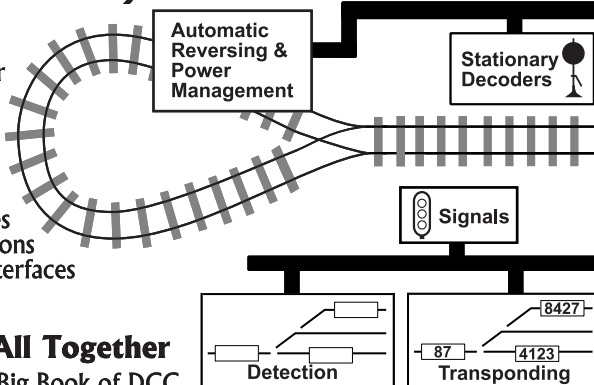 Automatic
Reversing &
Power
Management
Stationary
Decoders
Signals
ons
terfaces
All Together
Big Book of DCC
Detection
8427
87
4123
Transponding